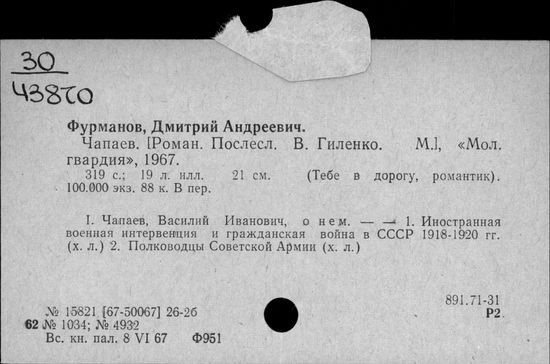 30
43870
Фурманов, Дмитрий Андреевич.
Чапаев. [Роман. Послесл. В. Гиленко. М.], «Мол.
гвардия», 1967.
319 с.; 19 л. илл. 21 см. (Тебе в дорогу, романтик).
100.000 экз. 88 к. В пер.
1. Чапаев, Василий Иванович, о нем. — — 1. Иностранная
военная интервенция и гражданская война в СССР 1918-1920 гг.
(х. л.) 2. Полководцы Советской Армии (х. л.)
891.71-31
№ 15821 [67-50067] 26-2б Р2
62 № 1034; № 4932
Вс. кн. пал. 8 VI 67 Ф951